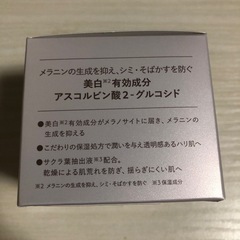 メラニンの生成を抑え、シミ・そばかすを防ぐ
美白※2有効成分
アスコルビン酸2-グルコシド
●美白※2有効成分がメラノサイトに届き、メラニンの
生成を抑える
●こだわりの保湿処方で潤いを与え透明感あるハリ肌へ
●サクラ葉抽出液※3配合。
乾燥による肌荒れを防ぎ、揺らぎにくい肌へ
※2 メラニンの生成を抑え、シミ・そばかすを防ぐ ※3 保湿成分